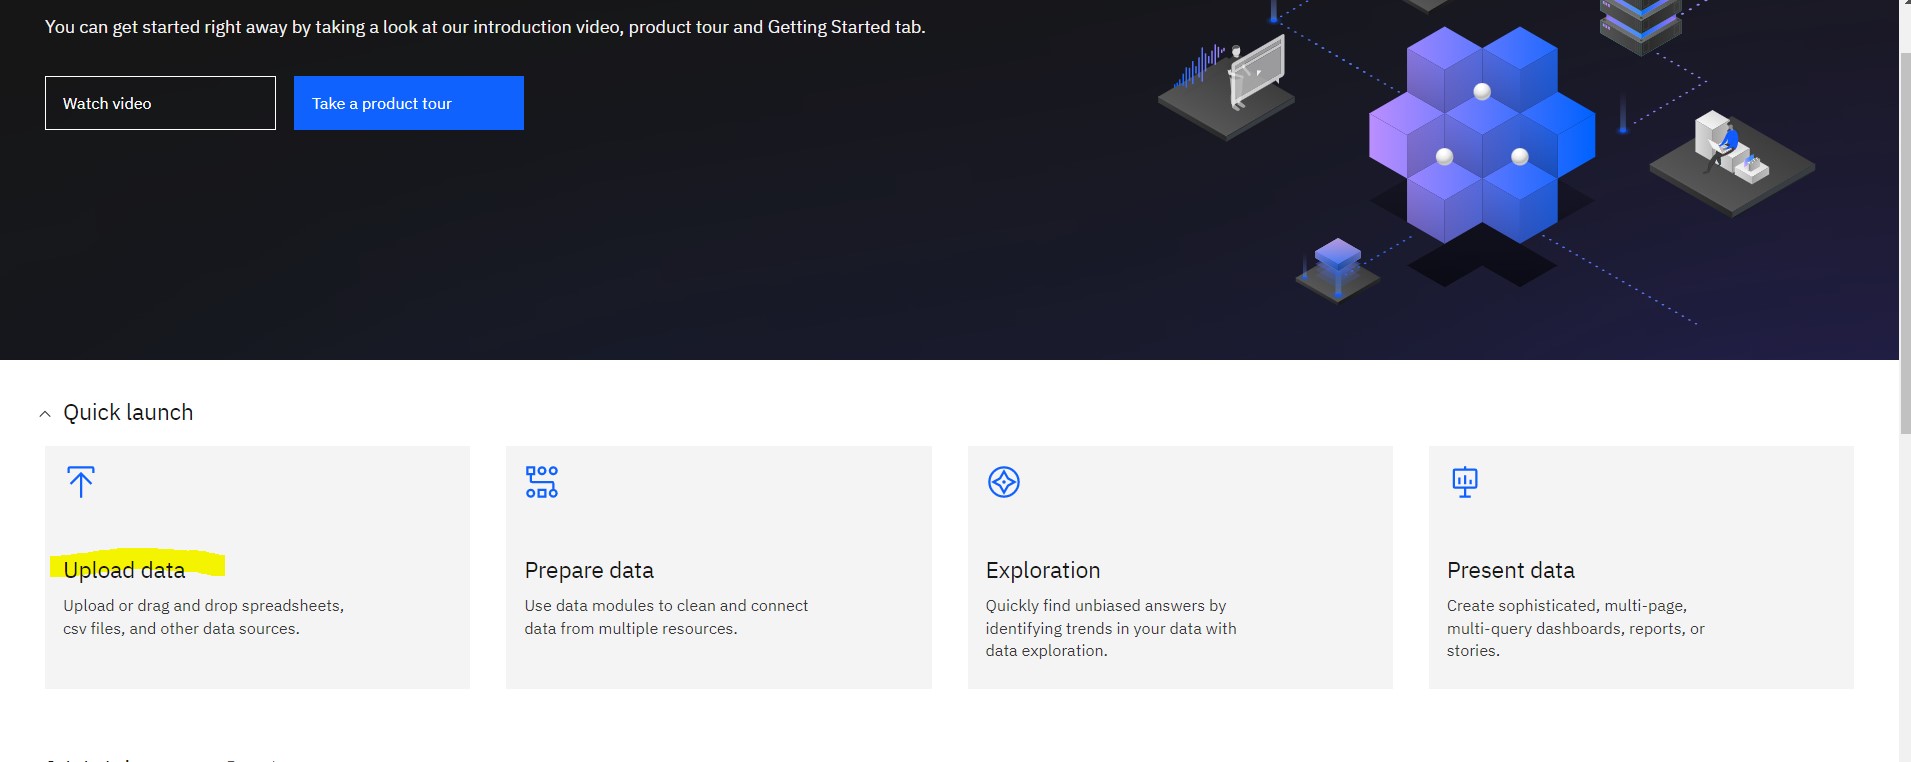 You can get started right away by taking a look at our introduction video, product tour and Getting Started tab.
Watch video
Take a product tour
Quick launch
Upload data
Upload or drag and drop spreadsheets,
csv files, and other data sources.
Prepare data
Use data modules to clean and connect
data from multiple resources.
Exploration
Quickly find unbiased answers by
identifying trends in your data with
data exploration.
Present data
Create sophisticated, multi-page,
multi-query dashboards, reports, or
stories.